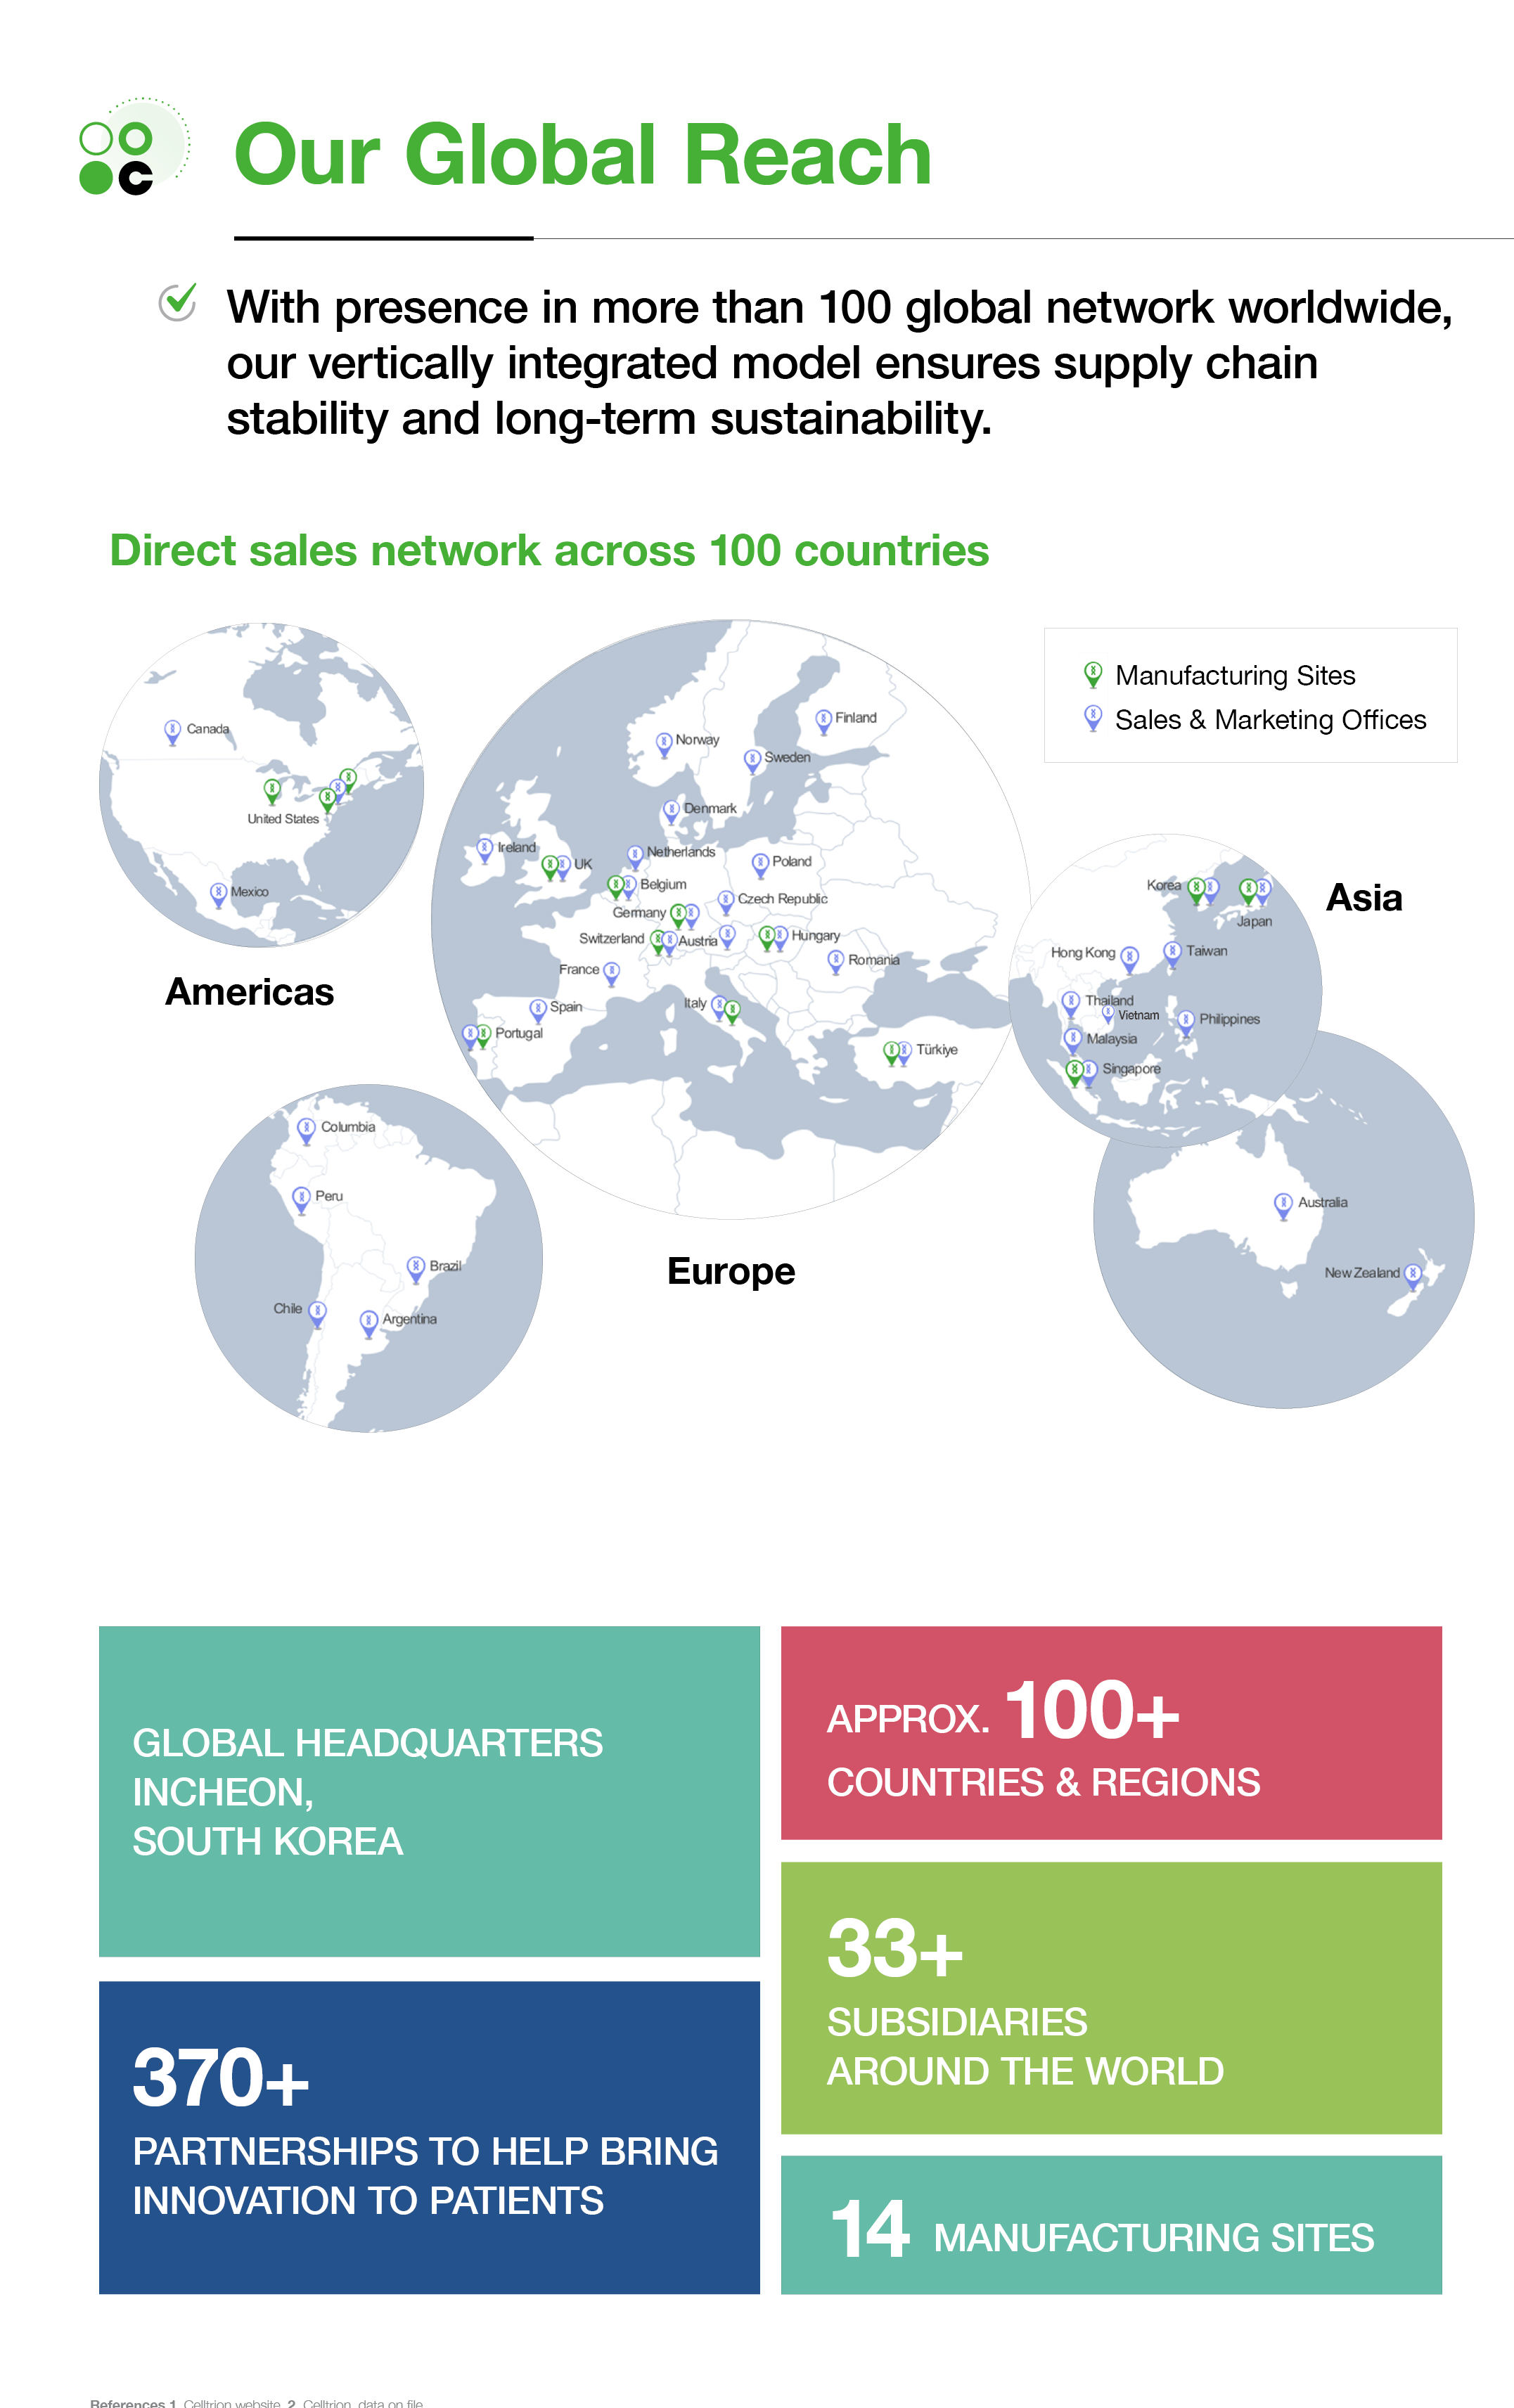 Our Global Reach
With presence in more than 100 global network worldwide,
our vertically integrated model ensures supply chain
stability and long-term sustainability.
Direct sales network across 100 countries
Manufacturing Sites
Sales & Marketing Offices
Canada
United States
Mexico
Americas
Columbia
Peru
Brazil
Chile
Argentina
Finland
Norway
Sweden
Denmark
Ireland
UK
Netherlands
Poland
Belgium
Czech Republic
Germany
Switzerland
Austria
Hungary
France
Romania
Spain
Italy
Portugal
Türkiye
Europe
Korea
Japan
Asia
Hong Kong
Taiwan
Thailand
Vietnam
Philippines
Malaysia
Singapore
Australia
New Zealand
GLOBAL HEADQUARTERS
INCHEON,
SOUTH KOREA
370+
PARTNERSHIPS TO HELP BRING
INNOVATION TO PATIENTS
APPROX. 100+
COUNTRIES & REGIONS
33+
SUBSIDIARIES
AROUND THE WORLD
14 MANUFACTURING SITES
References 1. Celltrion website. 2. Celltrion, data on file